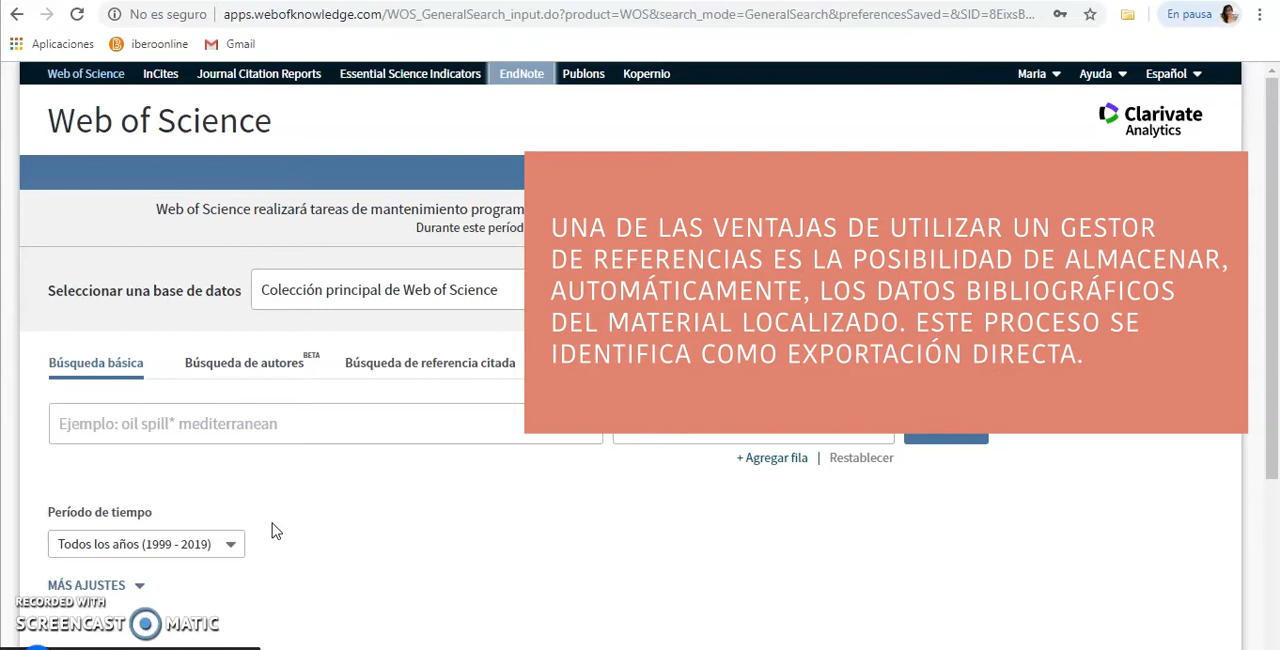 No es seguro apps.webofknowledge.com/WOS_GeneralSearch_input.do?product=WOS&search_mode=GeneralSearch&preferencesSaved=&SID=8EixsB... En pausa
Aplicaciones iberoonline Gmail
Web of Science InCites Journal Citation Reports Essential Science Indicators EndNote Publons Kopernio Maria Ayuda Español
Web of Science
Clarivate
Analytics
Web of Science realizará tareas de mantenimiento program
Durante este períod
Seleccionar una base de datos Colección principal de Web of Science
UNA DE LAS VENTAJAS DE UTILIZAR UN GESTOR
DE REFERENCIAS ES LA POSIBILIDAD DE ALMACENAR,
AUTOMÁTICAMENTE, LOS DATOS BIBLIOGRÁFICOS
DEL MATERIAL LOCALIZADO. ESTE PROCESO SE
IDENTIFICA COMO EXPORTACIÓN DIRECTA.
Búsqueda básica Búsqueda de autores BETA Búsqueda de referencia citada
Ejemplo: oil spill* mediterranean
+ Agregar fila | Restablecer
Período de tiempo
Todos los años (1999 - 2019)
MÁS AJUSTES
RECORDED WITH
SCREENCAST MATIC